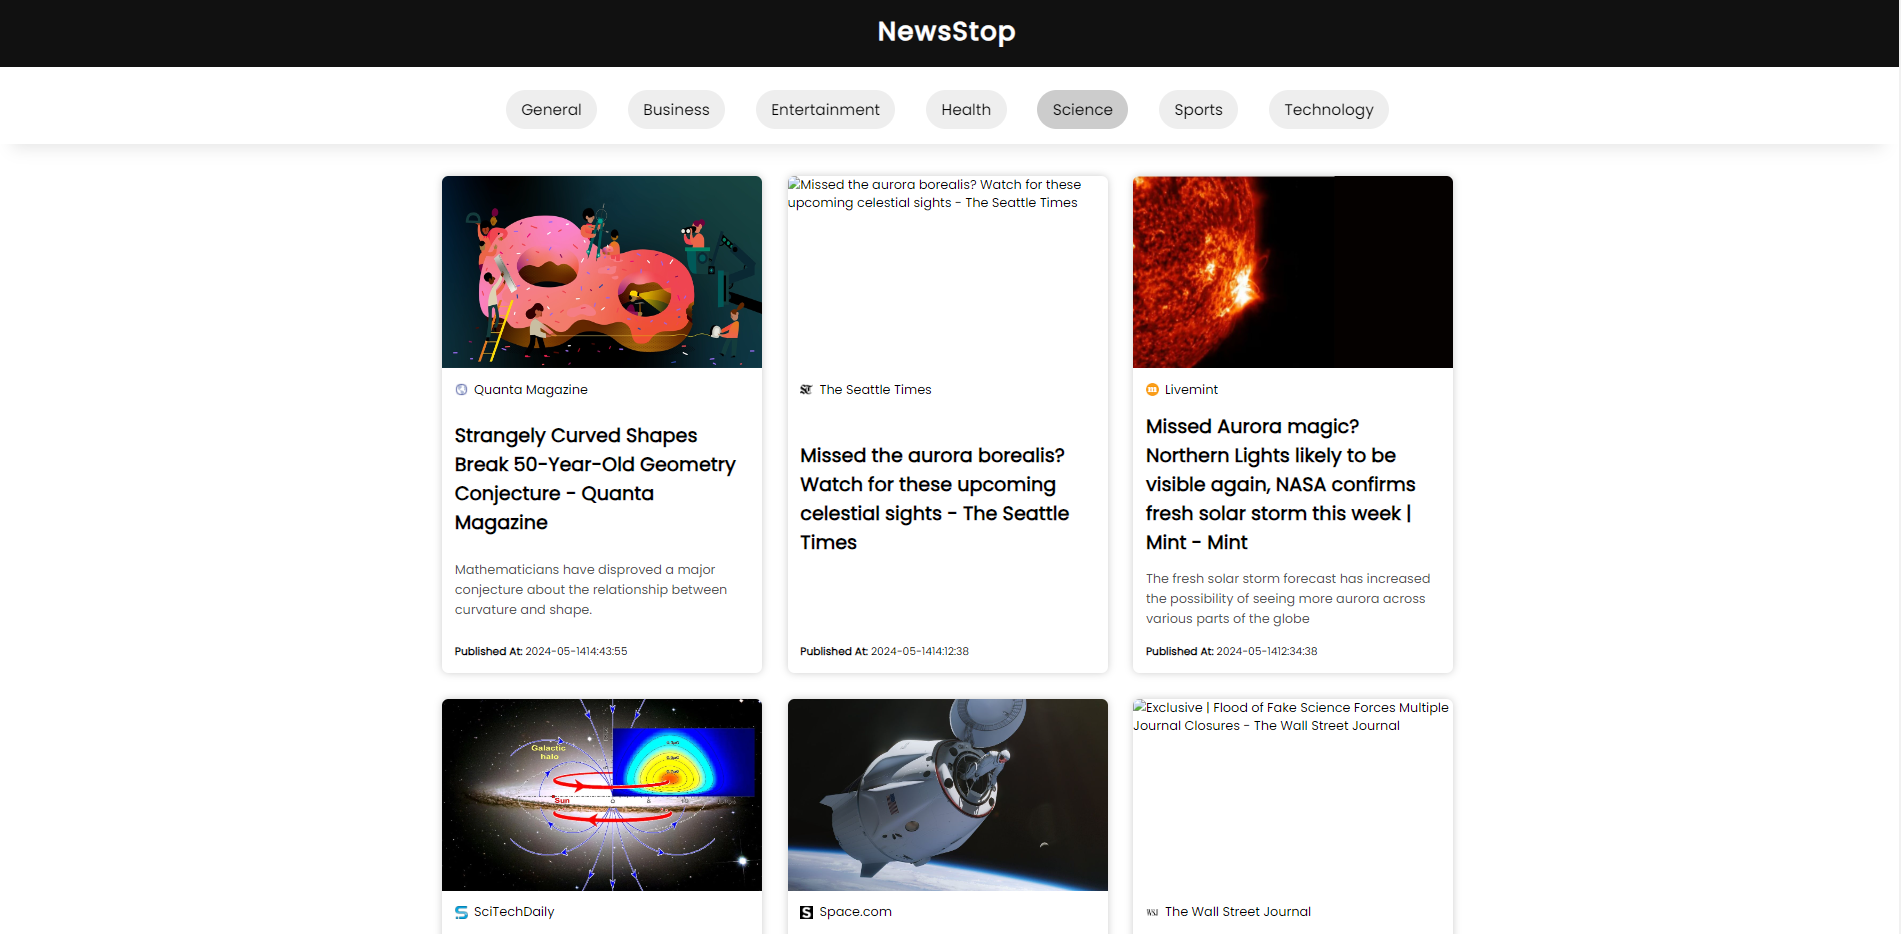 NewsStop
General
Business
Entertainment
Health
Science
Sports
Technology
Quanta Magazine
Strangely Curved Shapes
Break 50-Year-Old Geometry
Conjecture - Quanta
Magazine
Mathematicians have disproved a major
conjecture about the relationship between
curvature and shape.
Published At: 2024-05-1414:43:55
Missed the aurora borealis? Watch for these
upcoming celestial sights - The Seattle Times
The Seattle Times
Missed the aurora borealis?
Watch for these upcoming
celestial sights - The Seattle
Times
Published At: 2024-05-1414:12:38
Livemint
Missed Aurora magic?
Northern Lights likely to be
visible again, NASA confirms
fresh solar storm this week |
Mint - Mint
The fresh solar storm forecast has increased
the possibility of seeing more aurora across
various parts of the globe
Published At: 2024-05-1412:34:38
Galactic
halo
Sun
SciTechDaily
Space.com
Exclusive | Flood of Fake Science Forces Multiple
Journal Closures - The Wall Street Journal
WSJ
The Wall Street Journal